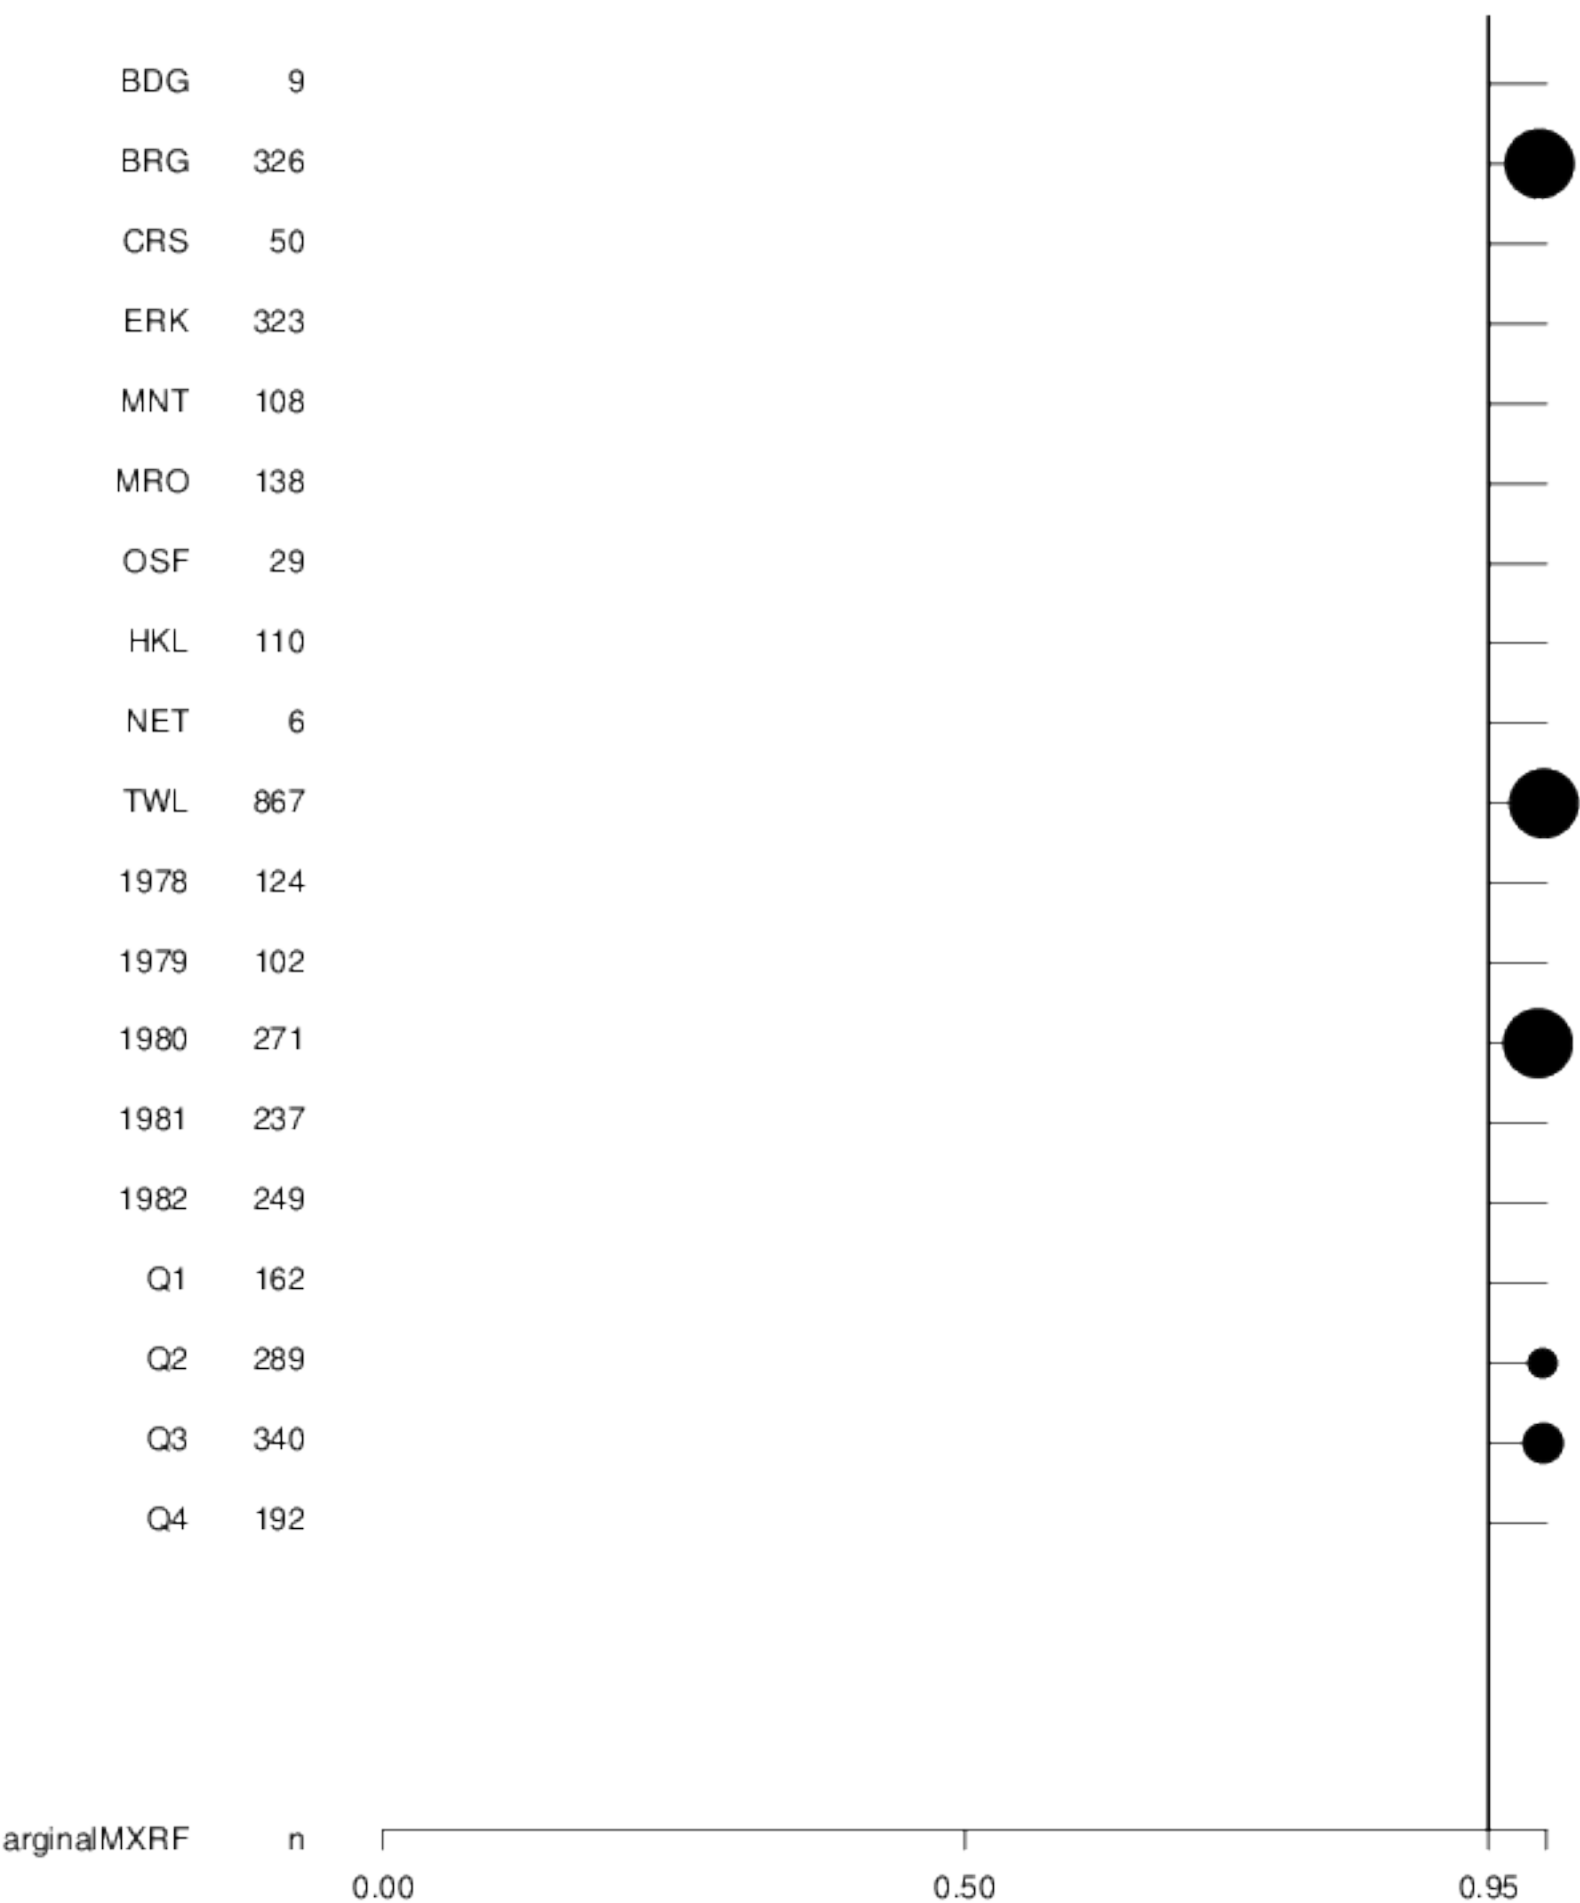 BDG 9
BRG 326
CRS 50
ERK 323
MNT 108
MRO 138
OSF 29
HKL 110
NET 6
TWL 867
1978 124
1979 102
1980 271
1981 237
1982 249
Q1 162
Q2 289
Q3 340
Q4 192
arginalMXRF n
0.00 0.50 0.95